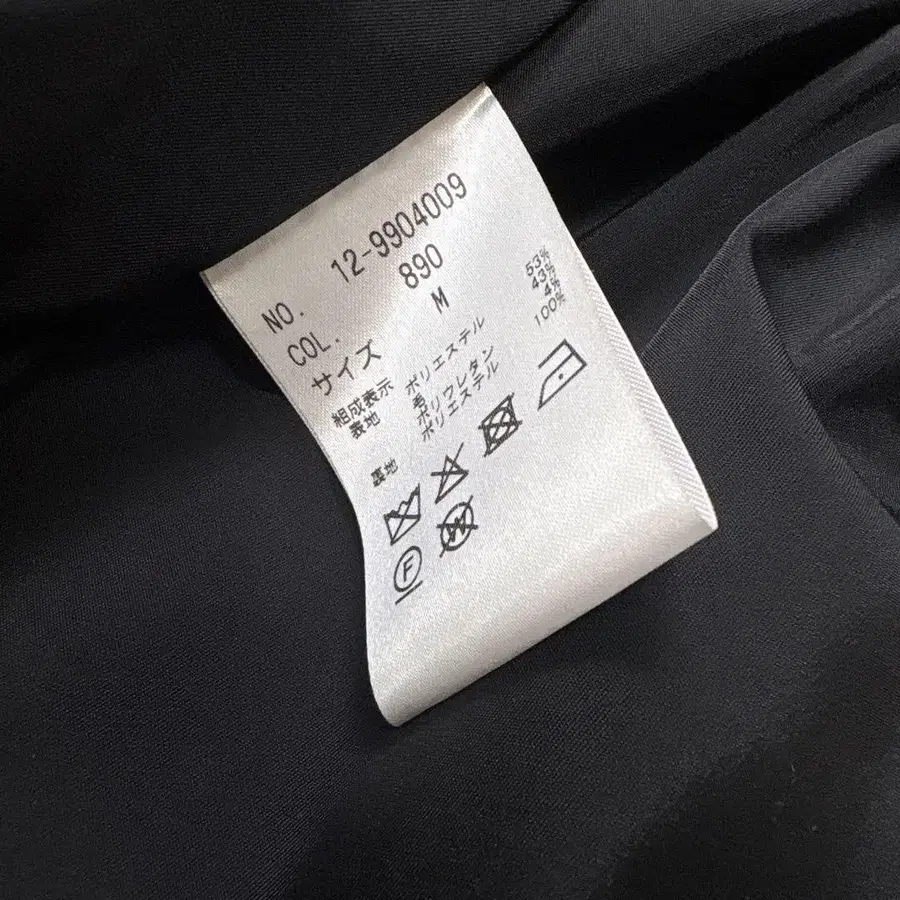 NO. 12-9904009
COL. 890
サイズ M
組成表示
表地 ポリエステル 53%
毛 43%
ポリウレタン 4%
裏地 ポリエステル 100%
F
W